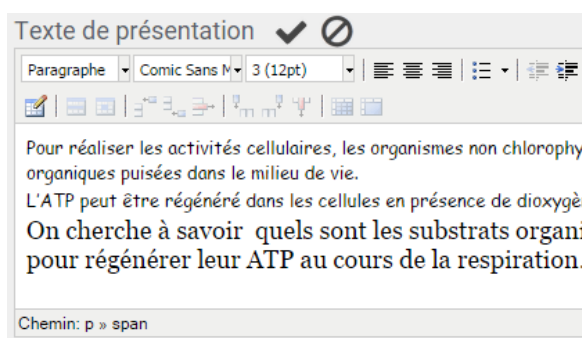 Texte de présentation
Paragraphe Comic Sans M 3 (12pt)
Pour réaliser les activités cellulaires, les organismes non chlorophy
organiques puisées dans le milieu de vie.
L'ATP peut être régénéré dans les cellules en présence de dioxygè
On cherche à savoir quels sont les substrats organi
pour régénérer leur ATP au cours de la respiration.
Chemin: p » span